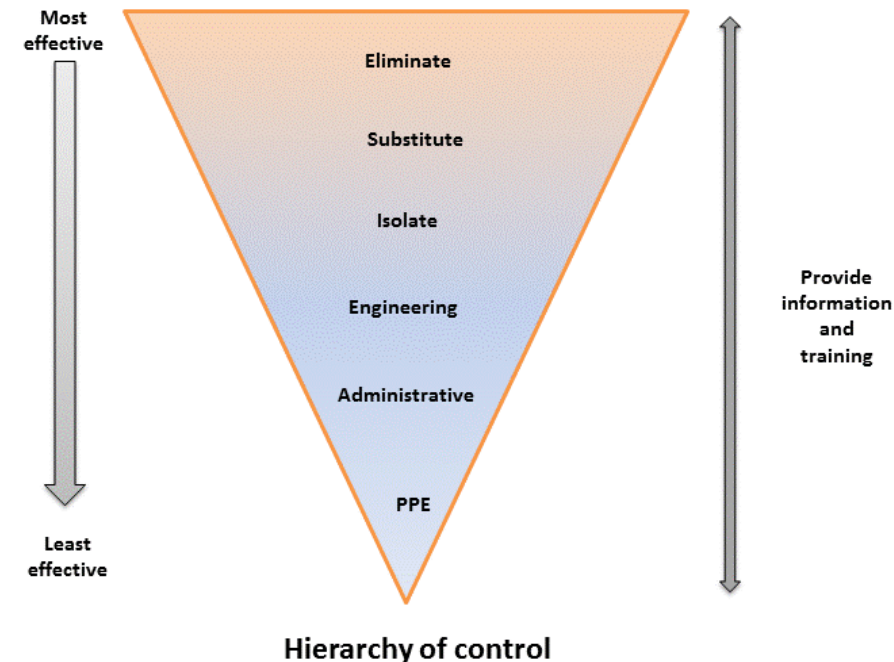 Most
effective
Eliminate
Substitute
Isolate
Engineering
Administrative
PPE
Least
effective
Provide
information
and
training
Hierarchy of control